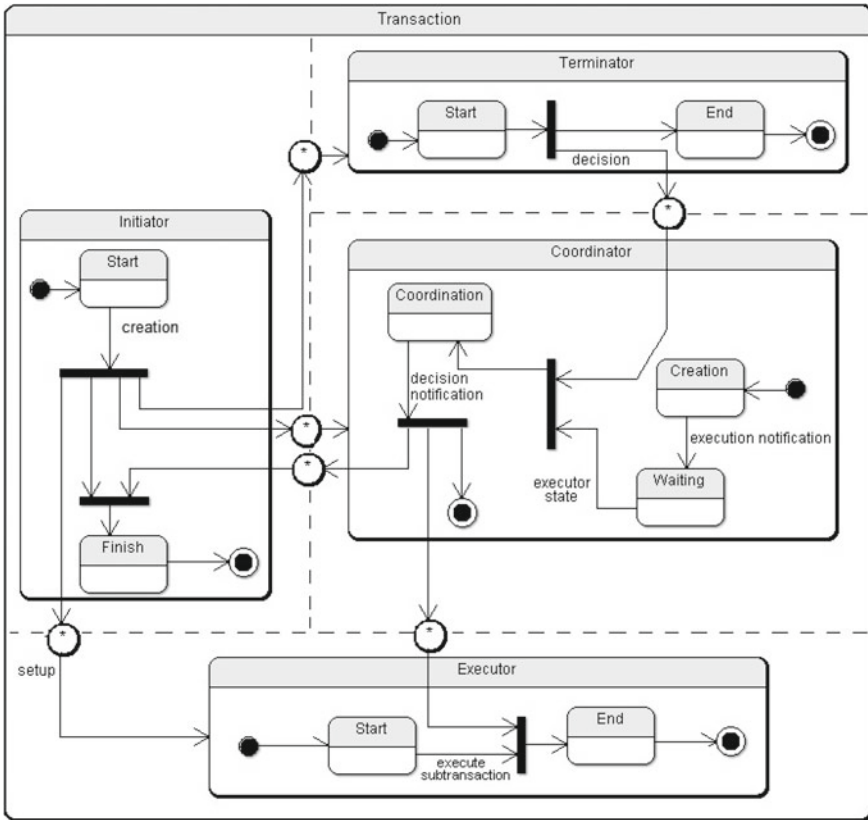 Transaction
Terminator
Start
End
decision
*
*
Initiator
Start
creation
Coordinator
Coordination
decision
notification
Creation
execution notification
*
*
executor
state
Waiting
Finish
*
*
setup
Executor
Start
execute
subtransaction
End